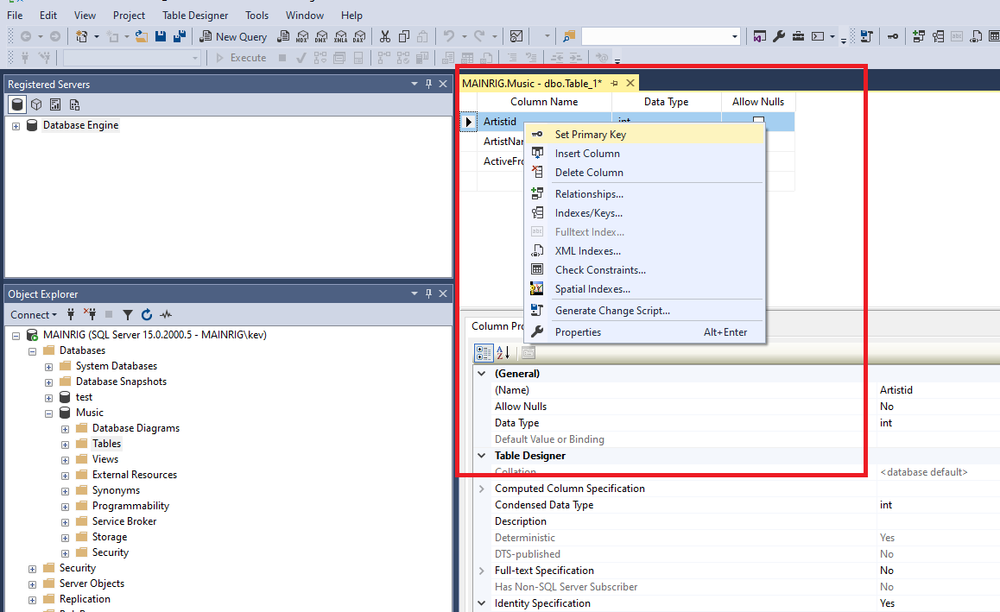 File Edit View Project Table Designer Tools Window Help
New Query MDX DMX XMLA DAX
Execute
Registered Servers
Database Engine
Object Explorer
Connect
MAINRIG (SQL Server 15.0.2000.5 - MAINRIG\kev)
Databases
System Databases
Database Snapshots
test
Music
Database Diagrams
Tables
Views
External Resources
Synonyms
Programmability
Service Broker
Storage
Security
Security
Server Objects
Replication
MAINRIG.Music - dbo.Table_1*
Column Name Data Type Allow Nulls
Artistid int
ArtistNar
ActiveFro
Set Primary Key
Insert Column
Delete Column
Relationships...
Indexes/Keys...
abc Fulltext Index...
XML Indexes...
Check Constraints...
Spatial Indexes...
Generate Change Script...
Properties Alt+Enter
Column Pro
(General)
(Name) Artistid
Allow Nulls No
Data Type int
Default Value or Binding
Table Designer
Collation <database default>
Computed Column Specification
Condensed Data Type int
Description
Deterministic Yes
DTS-published No
Full-text Specification No
Has Non-SQL Server Subscriber No
Identity Specification Yes